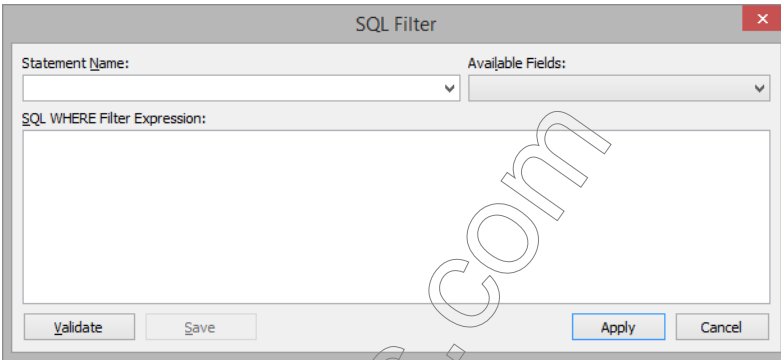 SQL Filter
Statement Name:
Available Fields:
SQL WHERE Filter Expression:
Validate
Save
Apply
Cancel
.com